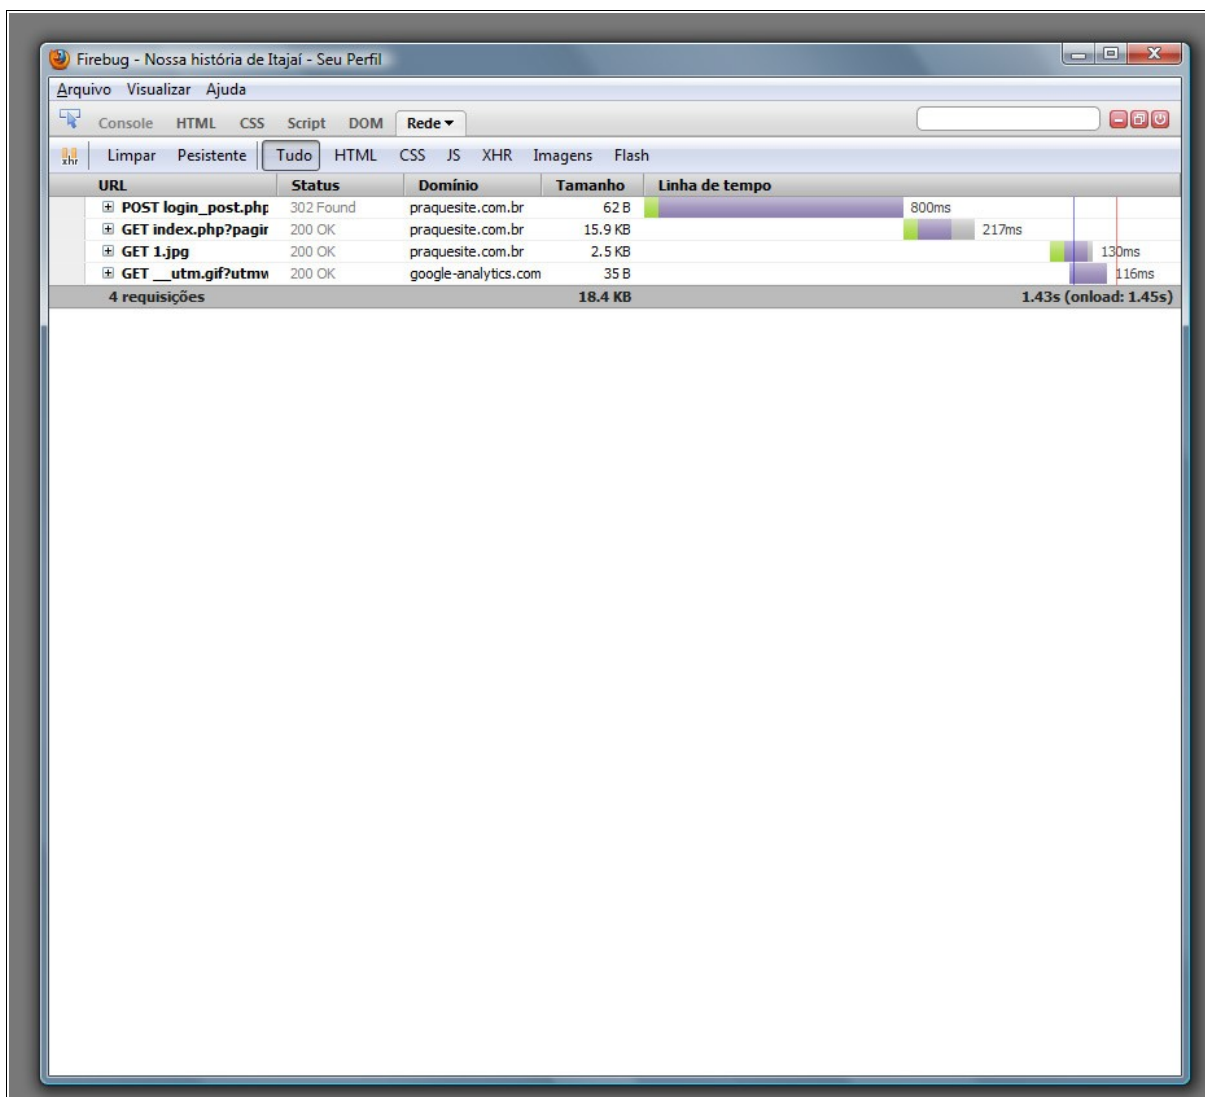 Firebug - Nossa história de Itajaí - Seu Perfil
Arquivo Visualizar Ajuda
Console HTML CSS Script DOM Rede
xhr Limpar Pesistente Tudo HTML CSS JS XHR Imagens Flash
URL Status Domínio Tamanho Linha de tempo
POST login_post.php 302 Found praquesite.com.br 62 B 800ms
GET index.php?pagin 200 OK praquesite.com.br 15.9 KB 217ms
GET 1.jpg 200 OK praquesite.com.br 2.5 KB 130ms
GET __utm.gif?utmw 200 OK google-analytics.com 35 B 116ms
4 requisições 18.4 KB 1.43s (onload: 1.45s)